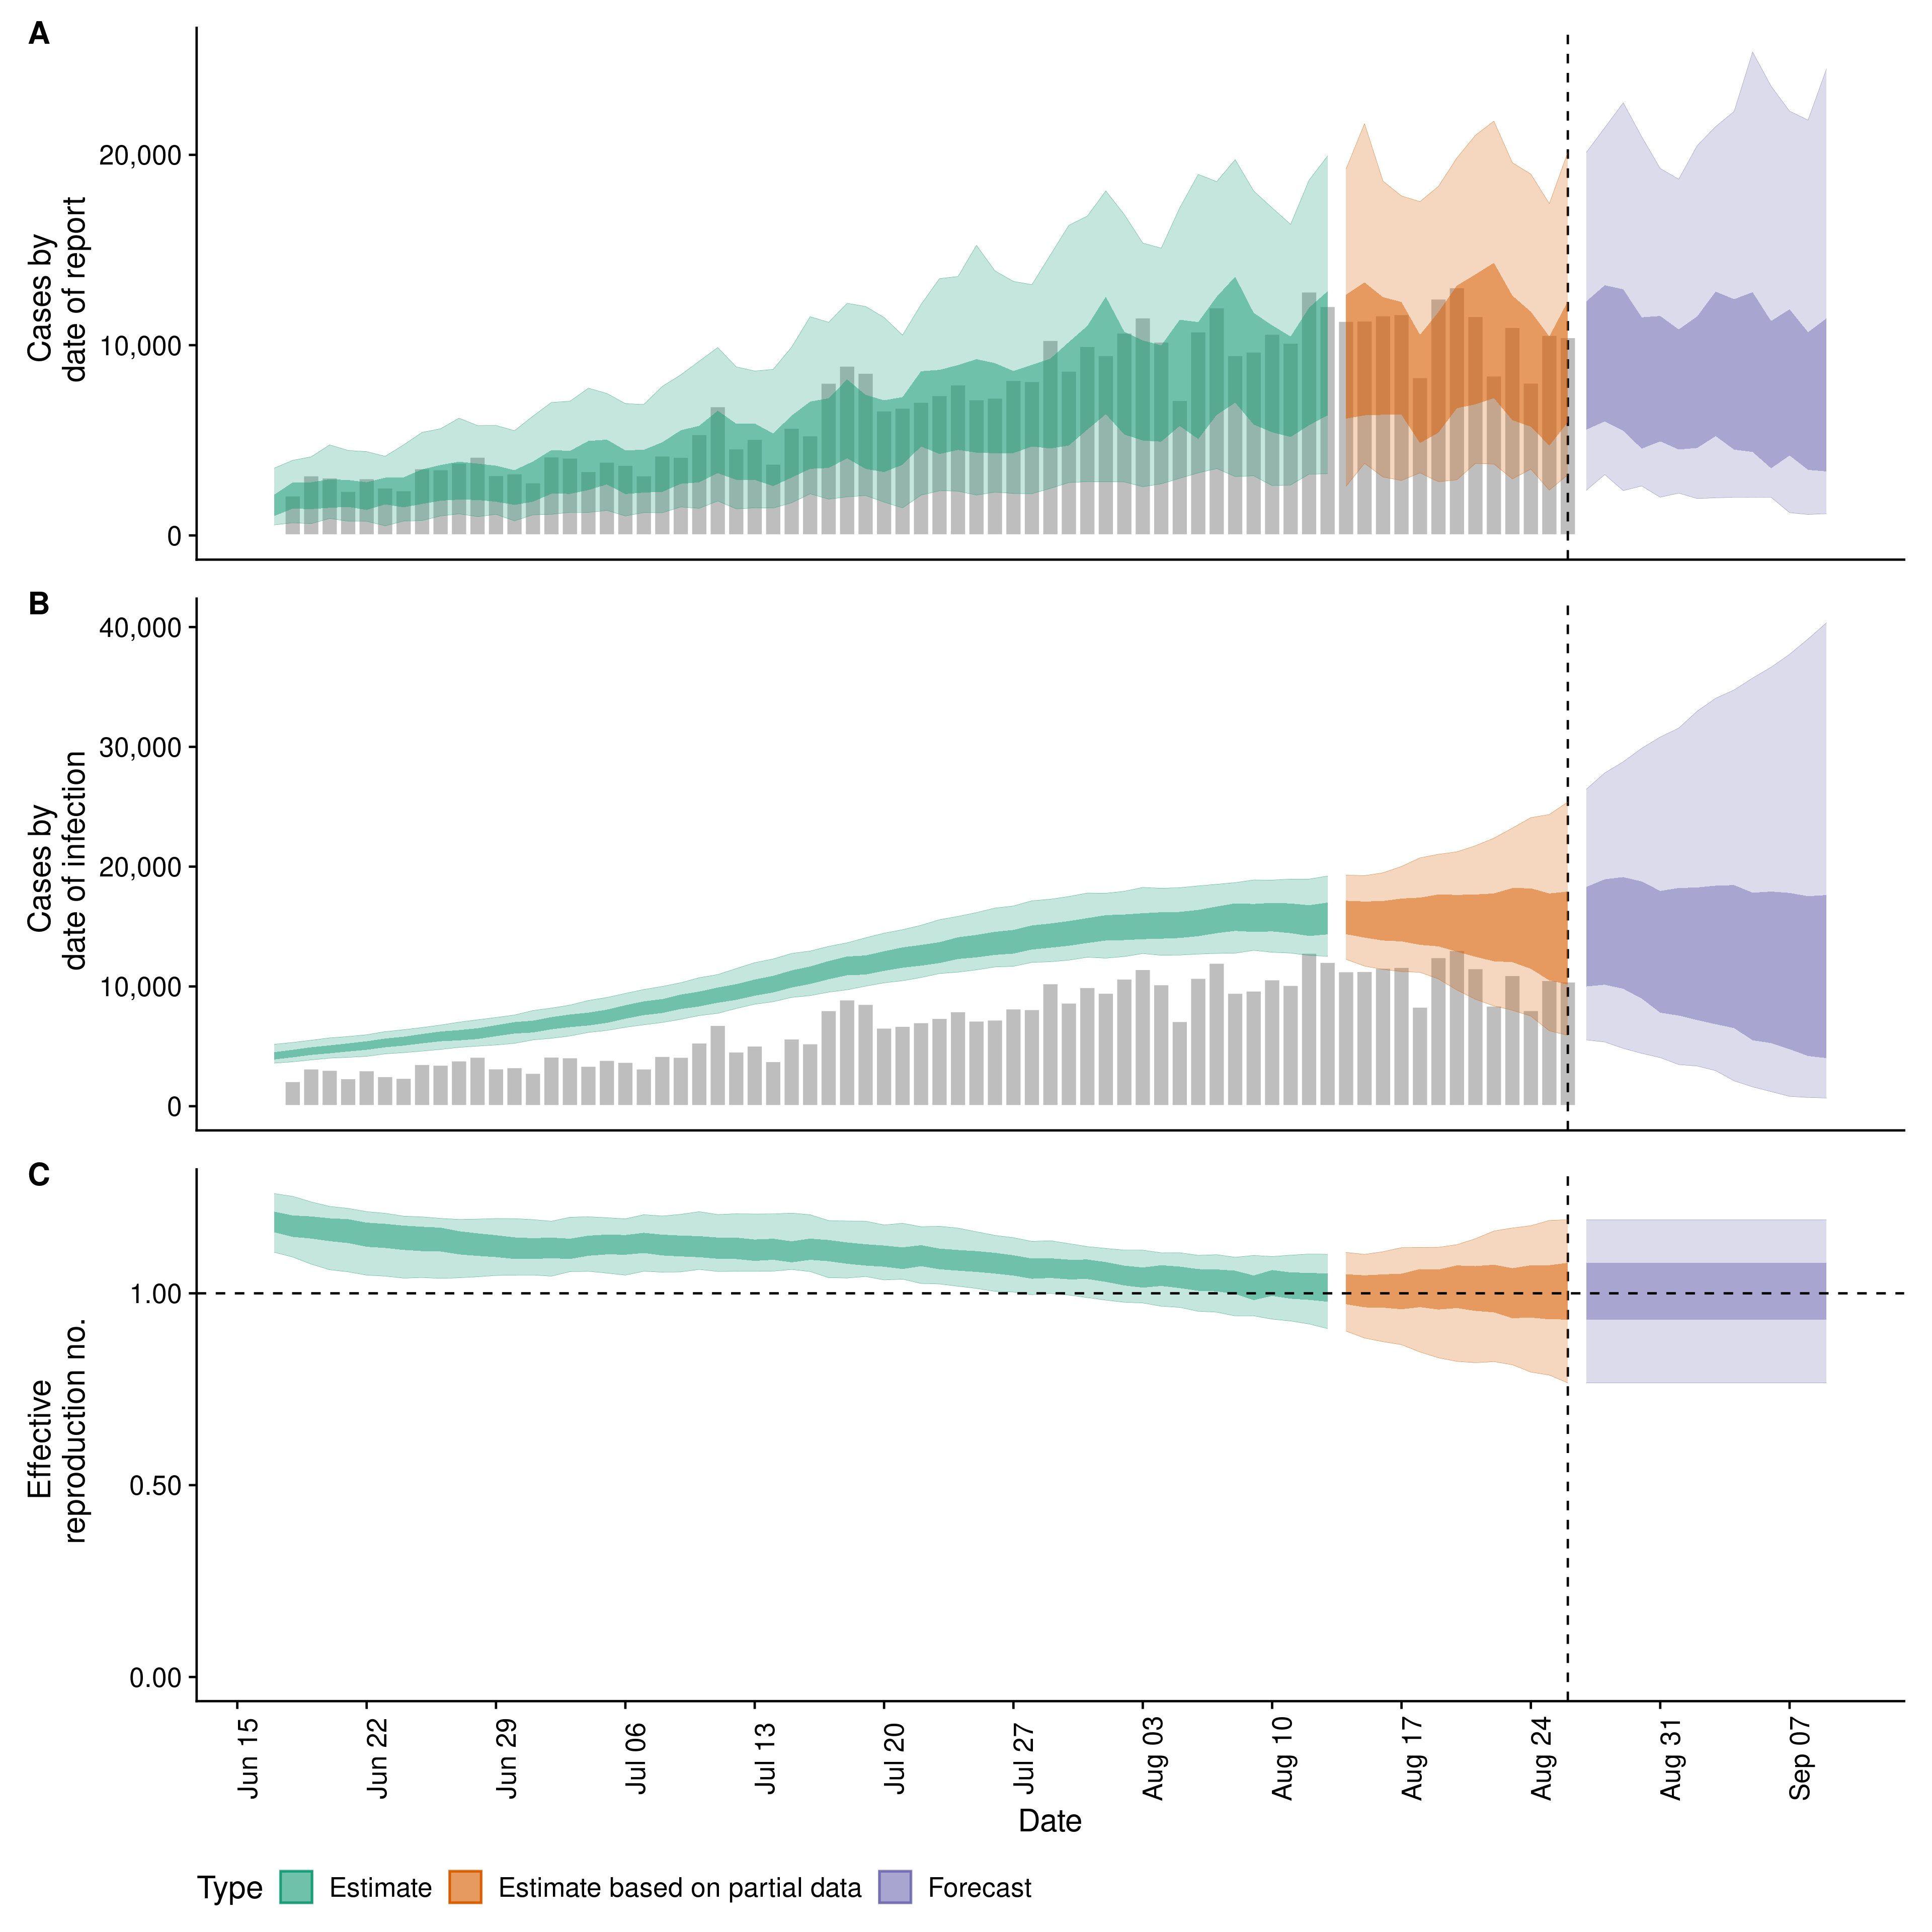 A
Cases by
date of report
20,000
10,000
0
B
Cases by
date of infection
40,000
30,000
20,000
10,000
0
C
Effective
reproduction no.
1.00
0.50
0.00
Jun 15
Jun 22
Jun 29
Jul 06
Jul 13
Jul 20
Jul 27
Aug 03
Aug 10
Aug 17
Aug 24
Aug 31
Sep 07
Date
Type Estimate Estimate based on partial data Forecast